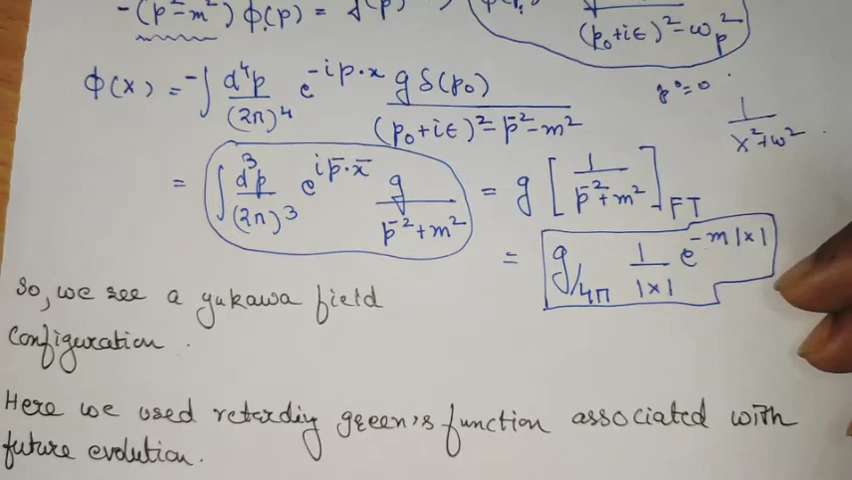 -(p²-m²) ϕ(p) =
(p₀+iϵ)²-ω_p²
ϕ(x) = -∫ d⁴p/(2π)⁴ e^{-ip·x} g δ(p₀)/((p₀+iϵ)²-p̄²-m²)
p⁰=0
1/(x²+ω²)
= ∫ d³p/(2π)³ e^{ip̄·x̄} g/(p̄²+m²) = g [1/(p̄²+m²)]_FT
= g/4π 1/|x| e^{-m|x|}
So, we see a yukawa field
configuration.
Here we used retardiy green's function associated with
future evolution.